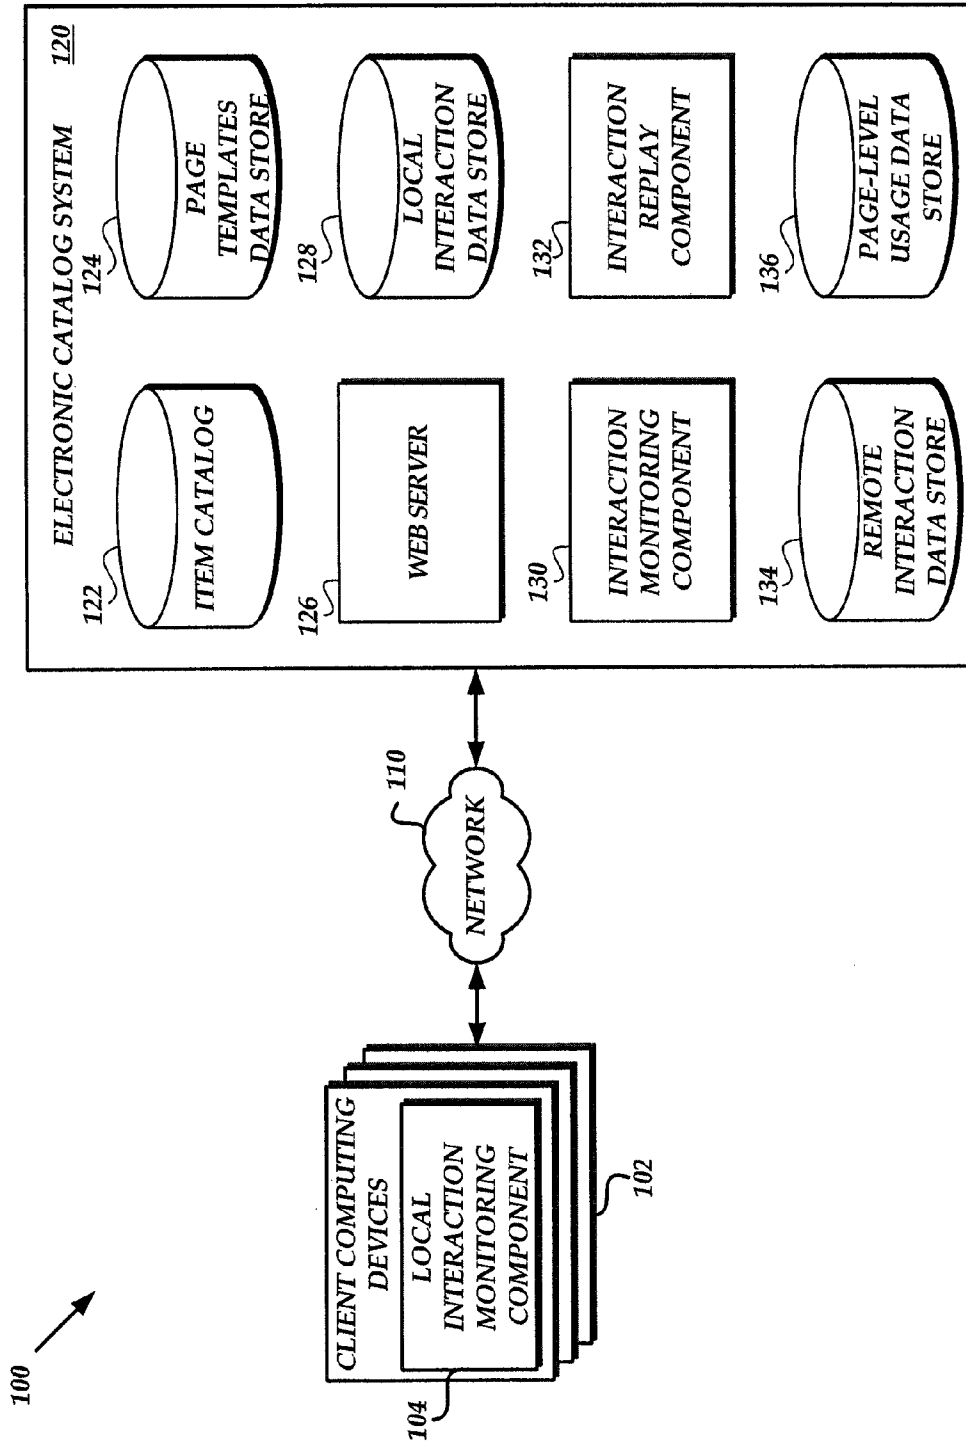 100
CLIENT COMPUTING
DEVICES
LOCAL
INTERACTION
MONITORING
COMPONENT
104
102
NETWORK
110
ELECTRONIC CATALOG SYSTEM
120
122
ITEM CATALOG
124
PAGE
TEMPLATES
DATA STORE
126
WEB SERVER
128
LOCAL
INTERACTION
DATA STORE
130
INTERACTION
MONITORING
COMPONENT
132
INTERACTION
REPLAY
COMPONENT
134
REMOTE
INTERACTION
DATA STORE
136
PAGE-LEVEL
USAGE DATA
STORE